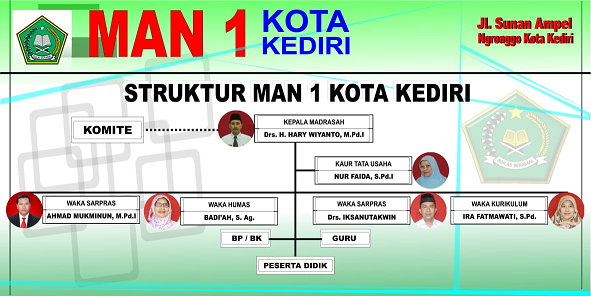 MAN 1
KOTA
KEDIRI
Jl. Sunan Ampel
Ngronggo Kota Kediri
STRUKTUR MAN 1 KOTA KEDIRI
KOMITE
KEPALA MADRASAH
Drs. H. HARY WIYANTO, M.Pd.I
KAUR TATA USAHA
NUR FAIDA, S.Pd.I
WAKA SARPRAS
AHMAD MUKMINUN, M.Pd.I
WAKA HUMAS
BADI'AH, S. Ag.
WAKA SARPRAS
Drs. IKSANUTAKWIN
WAKA KURIKULUM
IRA FATMAWATI, S.Pd.
BP / BK
GURU
PESERTA DIDIK
IKHLAS BERAMAL